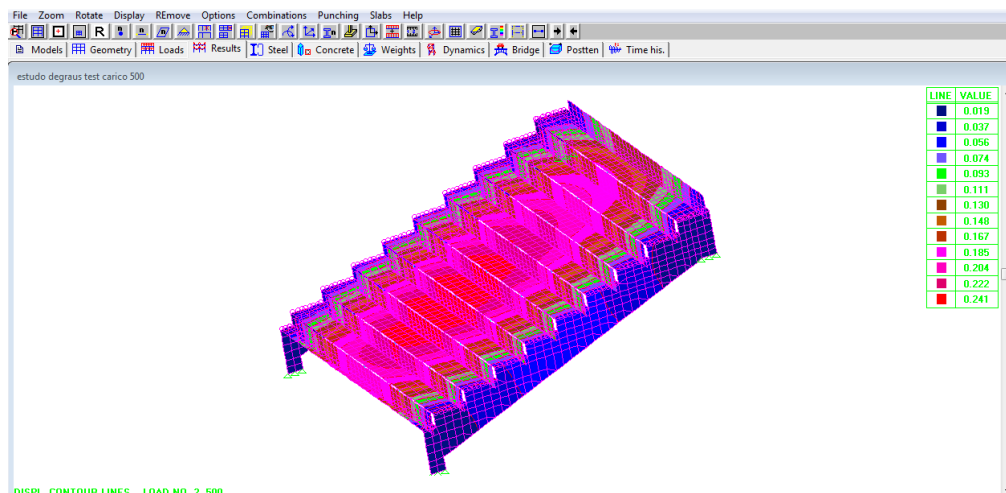 File Zoom Rotate Display REmove Options Combinations Punching Slabs Help
R
Models Geometry Loads Results Steel Concrete Weights Dynamics Bridge Postten Time his.
estudo degraus test carico 500
LINE VALUE
0.019
0.037
0.056
0.074
0.093
0.111
0.130
0.148
0.167
0.185
0.204
0.222
0.241
DISPL CONTOUR LINES LOAD NO. 2 500